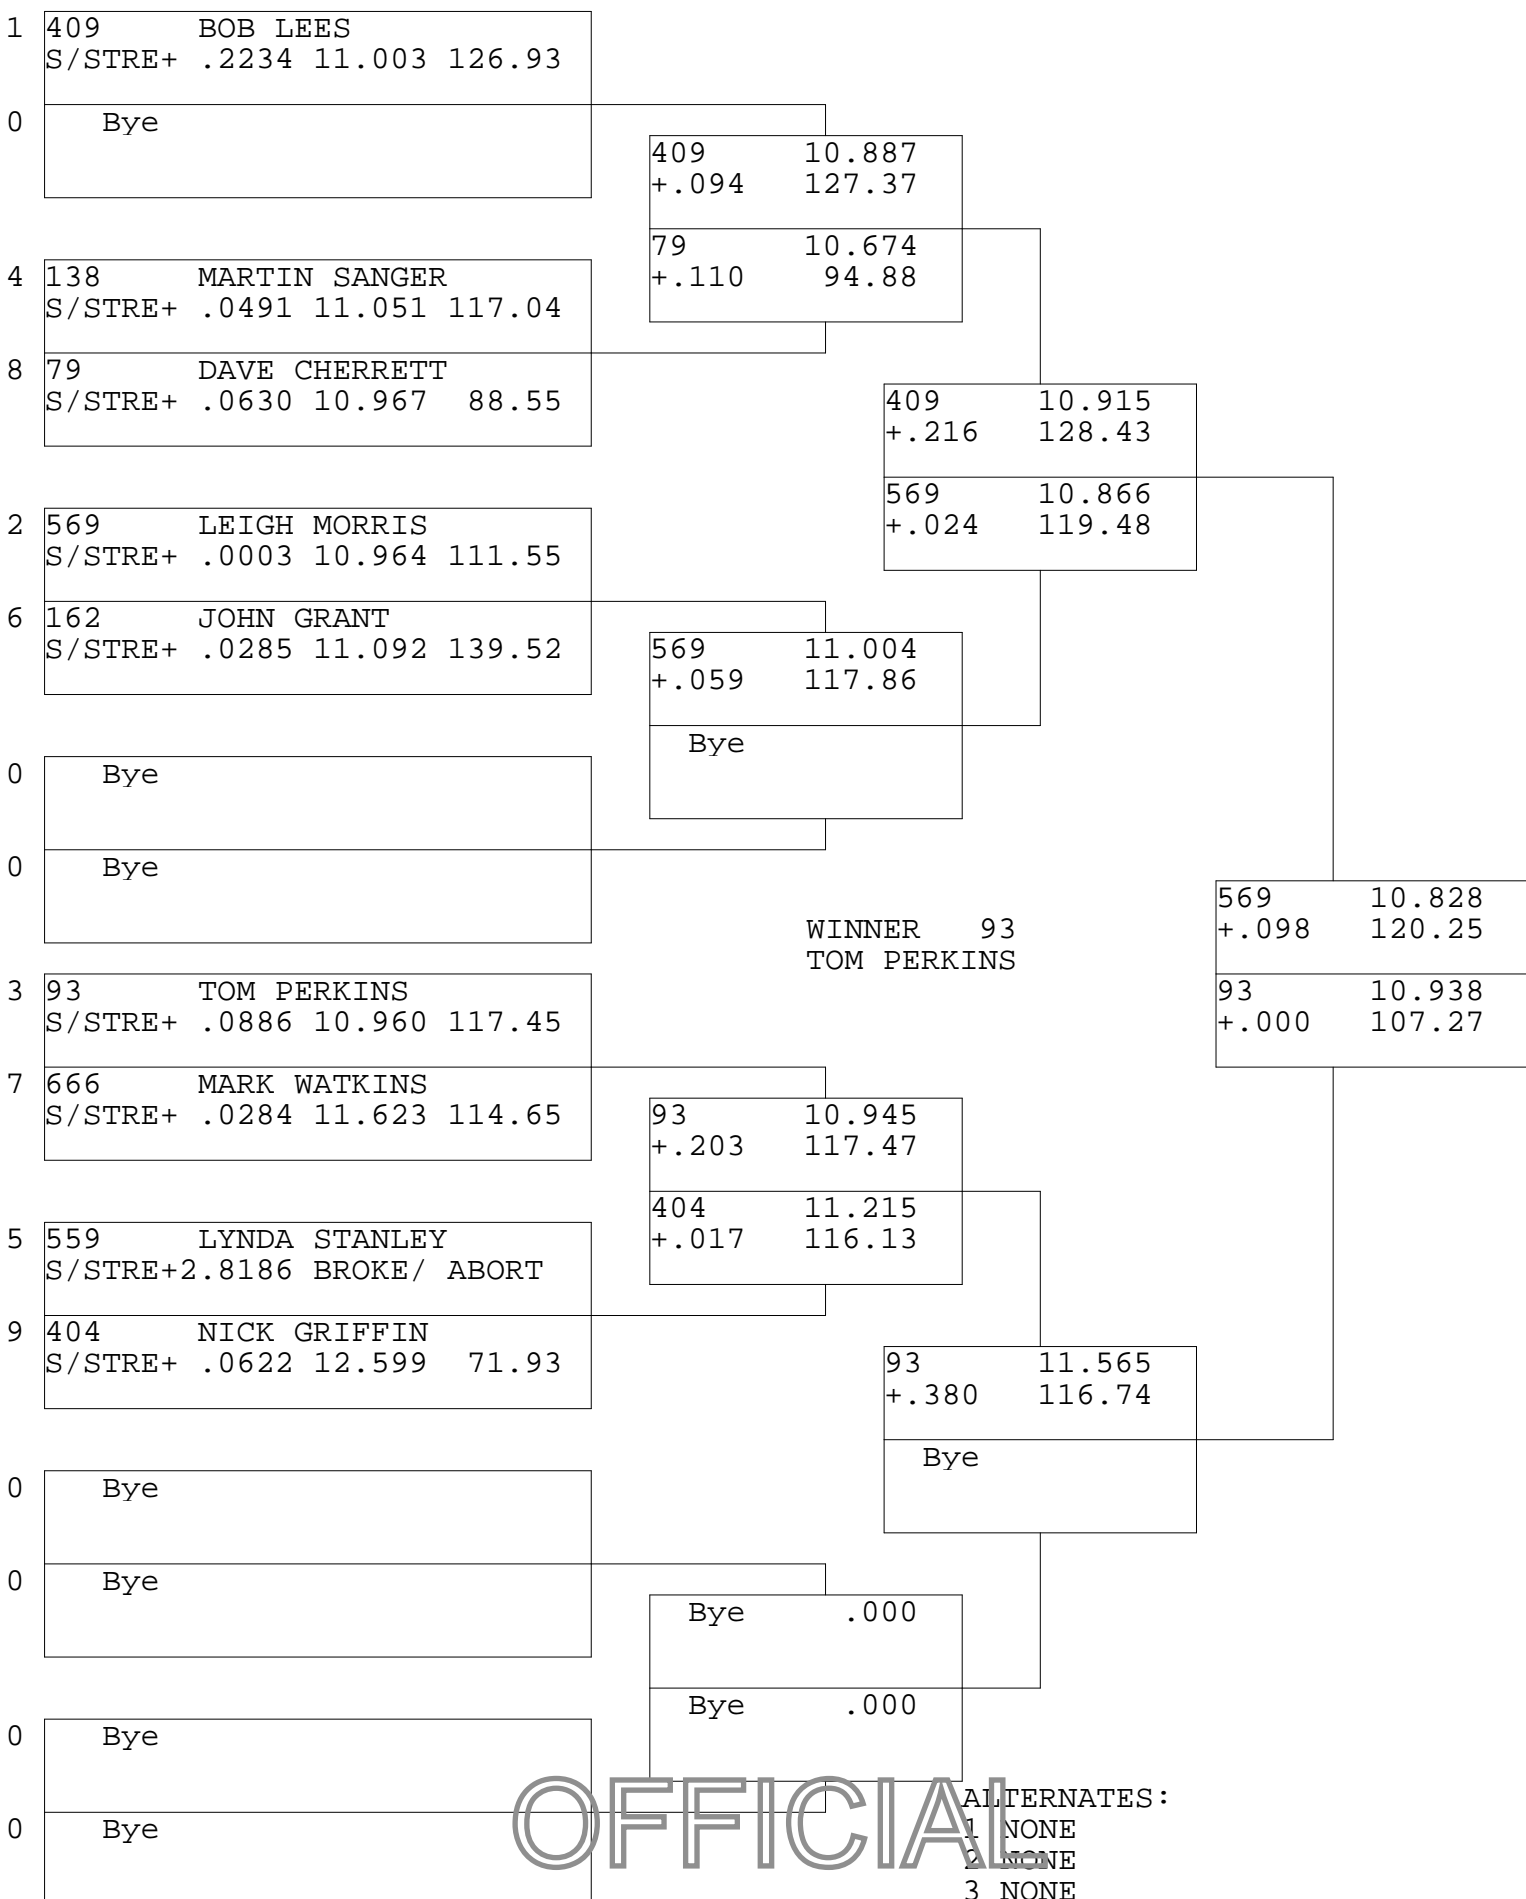 1 409 BOB LEES
S/STRE+ .2234 11.003 126.93
0 Bye
409 10.887
+.094 127.37
79 10.674
+.110 94.88
4 138 MARTIN SANGER
S/STRE+ .0491 11.051 117.04
8 79 DAVE CHERRETT
S/STRE+ .0630 10.967 88.55
409 10.915
+.216 128.43
569 10.866
+.024 119.48
2 569 LEIGH MORRIS
S/STRE+ .0003 10.964 111.55
6 162 JOHN GRANT
S/STRE+ .0285 11.092 139.52
569 11.004
+.059 117.86
Bye
0 Bye
0 Bye
WINNER 93
TOM PERKINS
569 10.828
+.098 120.25
93 10.938
+.000 107.27
3 93 TOM PERKINS
S/STRE+ .0886 10.960 117.45
7 666 MARK WATKINS
S/STRE+ .0284 11.623 114.65
93 10.945
+.203 117.47
404 11.215
+.017 116.13
5 559 LYNDA STANLEY
S/STRE+2.8186 BROKE/ ABORT
9 404 NICK GRIFFIN
S/STRE+ .0622 12.599 71.93
93 11.565
+.380 116.74
Bye
0 Bye
0 Bye
Bye .000
Bye .000
0 Bye
0 Bye
OFFICIAL
ALTERNATES:
1 NONE
2 NONE
3 NONE